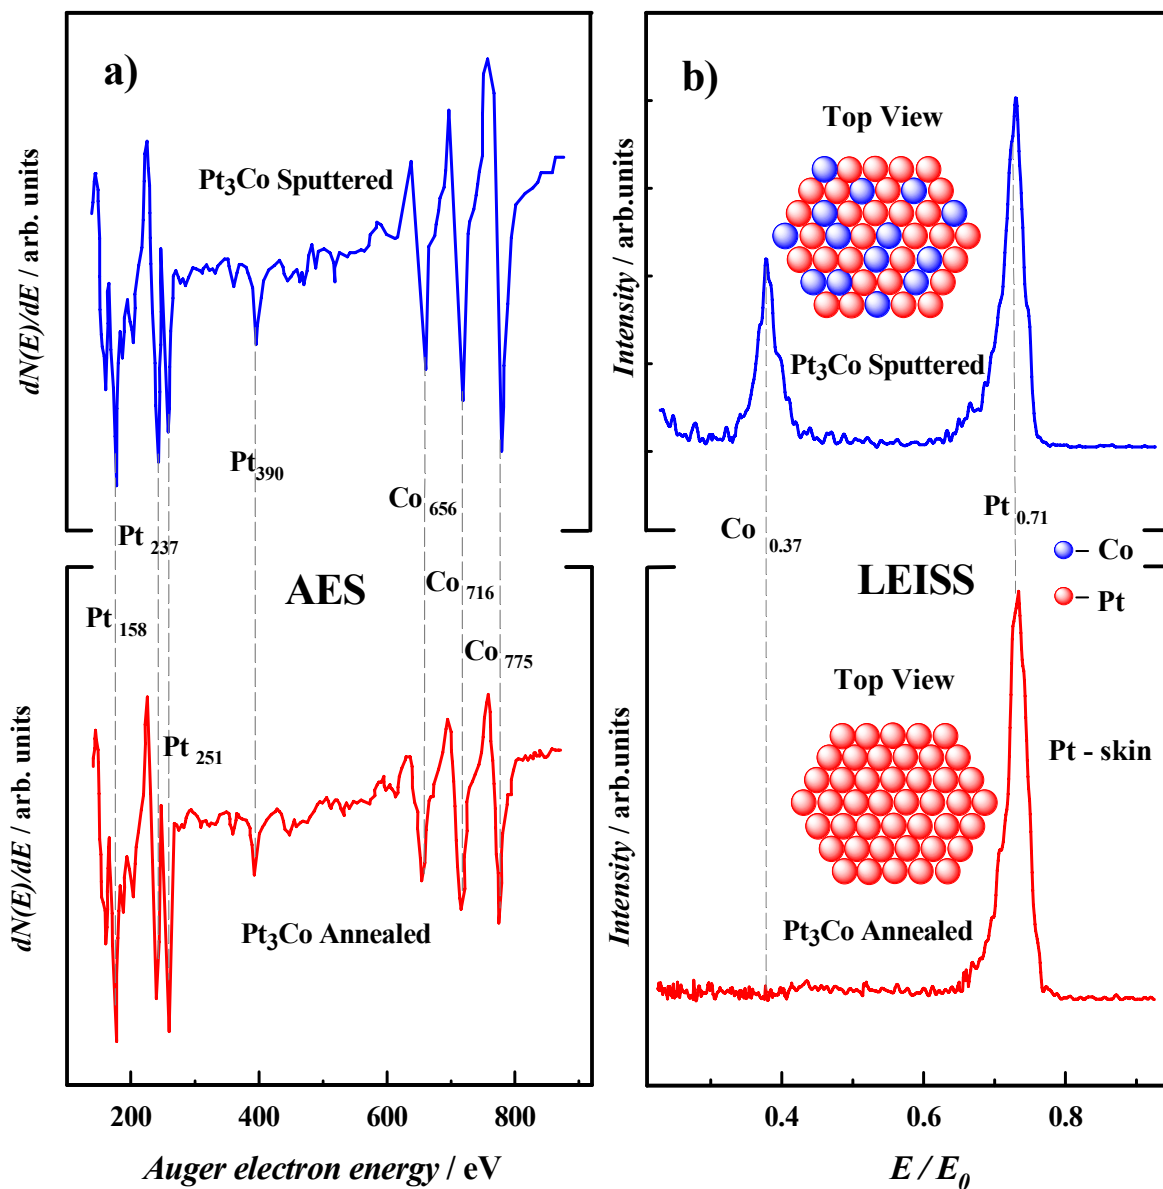 a)
Pt3Co Sputtered
dN(E)/dE / arb. units
Pt390
Co 656
Pt 237
AES
Pt 158
Co 716
Co 775
Pt 251
dN(E)/dE / arb. units
Pt3Co Annealed
200
400
600
800
Auger electron energy / eV
b)
Top View
Intensity / arb.units
Pt3Co Sputtered
Pt 0.71
Co 0.37
– Co
LEISS
– Pt
Top View
Pt - skin
Intensity / arb.units
Pt3Co Annealed
0.4
0.6
0.8
E / E0